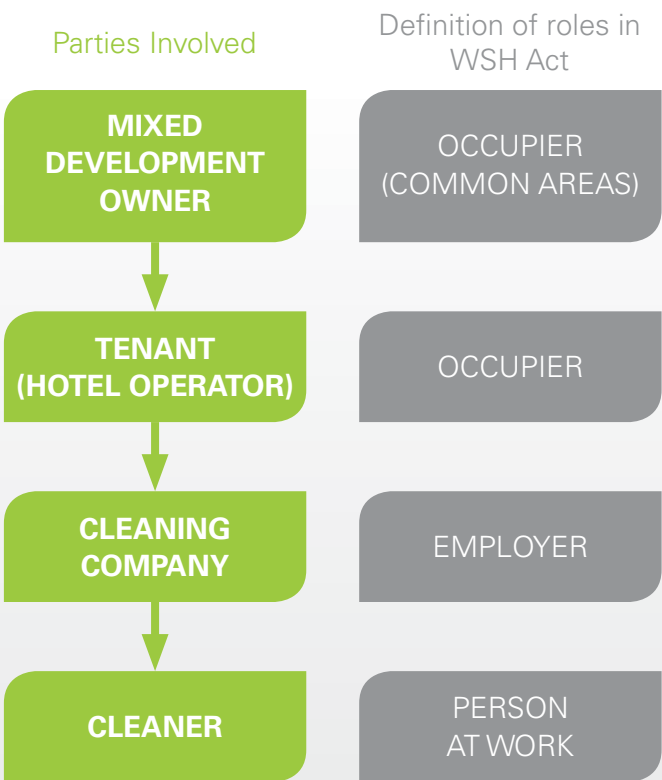 Parties Involved
Definition of roles in
WSH Act
MIXED
DEVELOPMENT
OWNER
OCCUPIER
(COMMON AREAS)
TENANT
(HOTEL OPERATOR)
OCCUPIER
CLEANING
COMPANY
EMPLOYER
CLEANER
PERSON
AT WORK